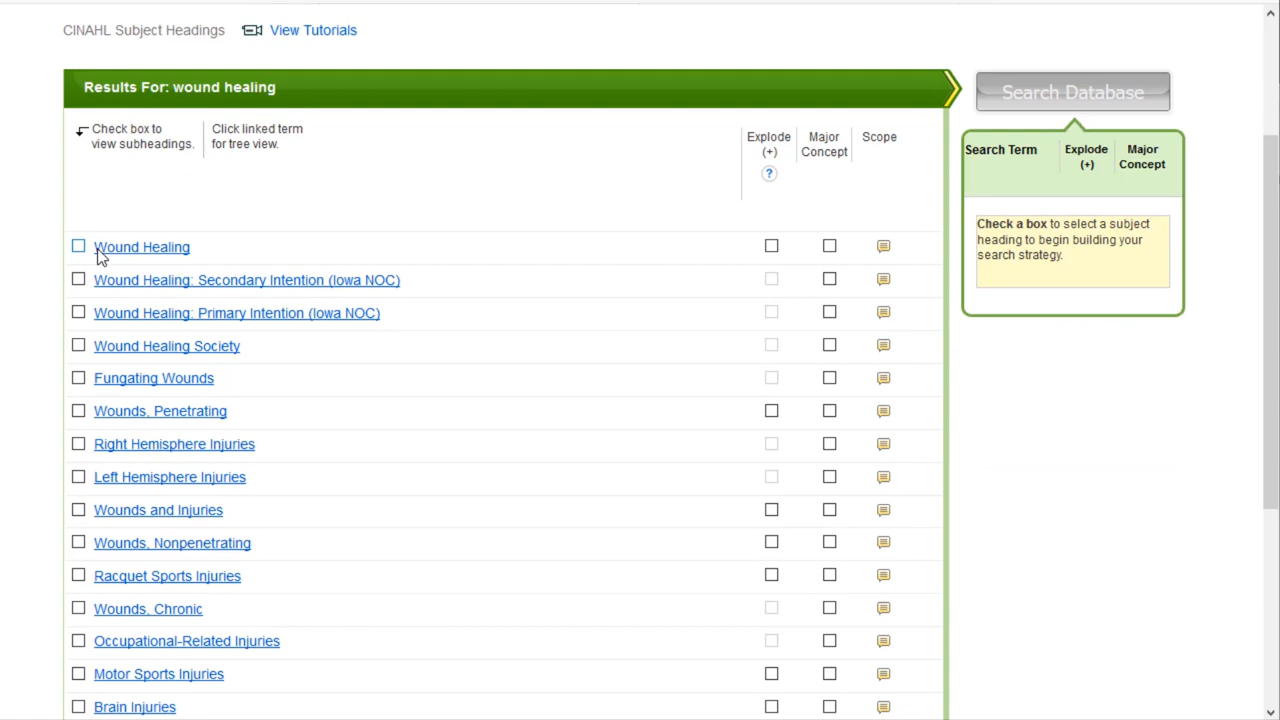 CINAHL Subject Headings View Tutorials
Results For: wound healing
Search Database
Check box to
view subheadings.
Click linked term
for tree view.
Explode
(+)
?
Major
Concept
Scope
Search Term
Explode
(+)
Major
Concept
Check a box to select a subject
heading to begin building your
search strategy.
Wound Healing
Wound Healing: Secondary Intention (Iowa NOC)
Wound Healing: Primary Intention (Iowa NOC)
Wound Healing Society
Fungating Wounds
Wounds, Penetrating
Right Hemisphere Injuries
Left Hemisphere Injuries
Wounds and Injuries
Wounds, Nonpenetrating
Racquet Sports Injuries
Wounds, Chronic
Occupational-Related Injuries
Motor Sports Injuries
Brain Injuries